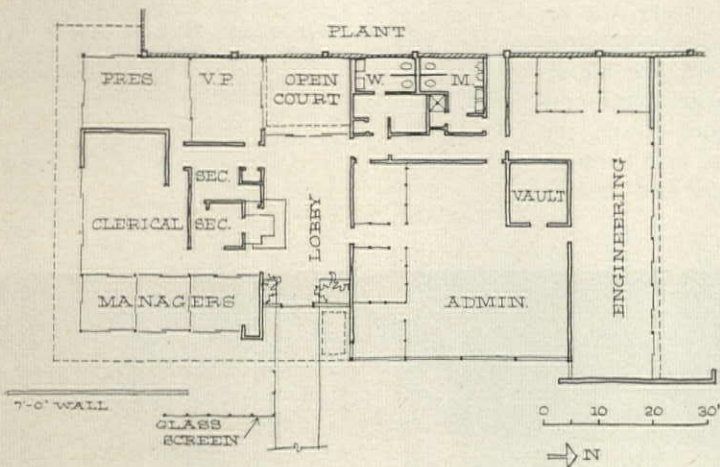 PLANT
PRES.
V.P.
OPEN
COURT
W.
M.
SEC.
VAULT
CLERICAL
SEC.
LOBBY
ENGINEERING
MANAGERS
ADMIN.
7'-0" WALL
GLASS
SCREEN
0 10 20 30'
N